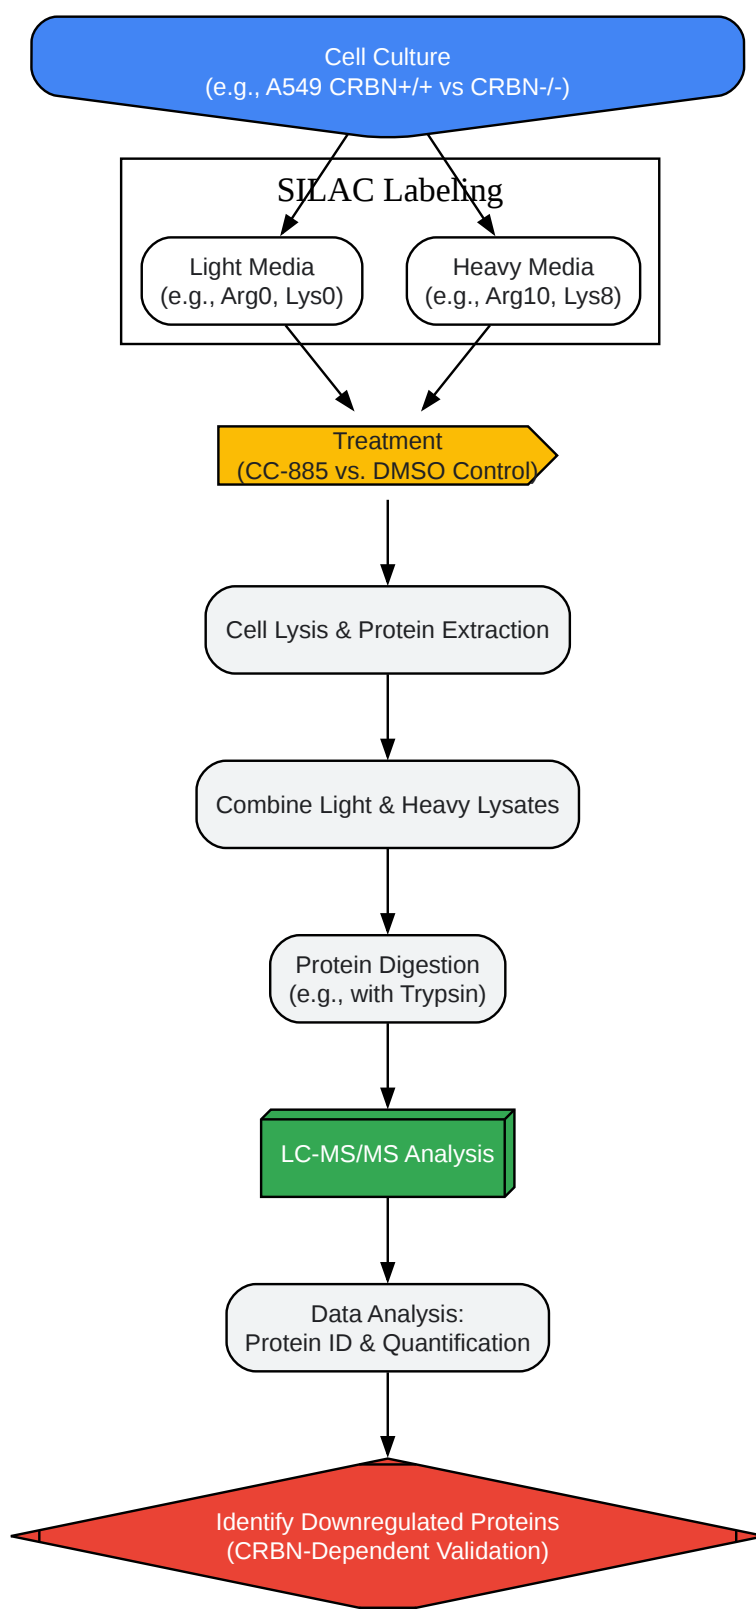 Cell Culture
(e.g., A549 CRBN+/+ vs CRBN-/-)
SILAC Labeling
Light Media
(e.g., Arg0, Lys0)
Heavy Media
(e.g., Arg10, Lys8)
Treatment
(CC-885 vs. DMSO Control)
Cell Lysis & Protein Extraction
Combine Light & Heavy Lysates
Protein Digestion
(e.g., with Trypsin)
LC-MS/MS Analysis
Data Analysis:
Protein ID & Quantification
Identify Downregulated Proteins
(CRBN-Dependent Validation)